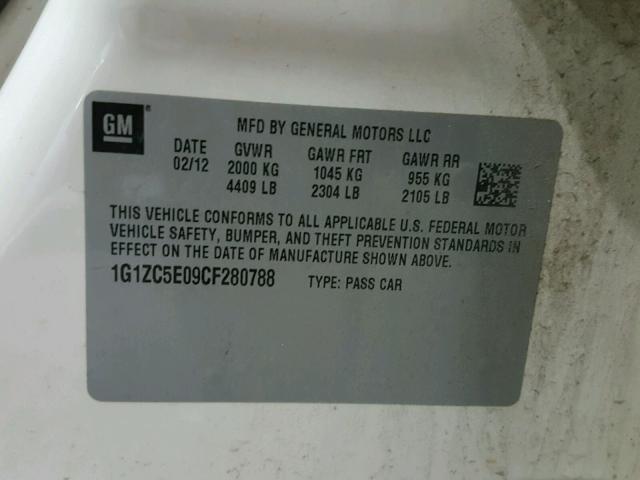 GM ® MFD BY GENERAL MOTORS LLC
DATE GVWR GAWR FRT GAWR RR
02/12 2000 KG 1045 KG 955 KG
4409 LB 2304 LB 2105 LB
THIS VEHICLE CONFORMS TO ALL APPLICABLE U.S. FEDERAL MOTOR
VEHICLE SAFETY, BUMPER, AND THEFT PREVENTION STANDARDS IN
EFFECT ON THE DATE OF MANUFACTURE SHOWN ABOVE.
1G1ZC5E09CF280788 TYPE: PASS CAR